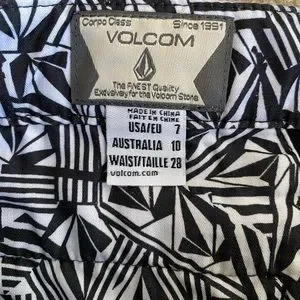 Corpo Class Since 1991
VOLCOM
The FINEST Quality
Exclusively for the Volcom Stone
MADE IN CHINA
FAIT EN CHINE
USA/EU 7
AUSTRALIA 10
WAIST/TAILLE 28
volcom.com